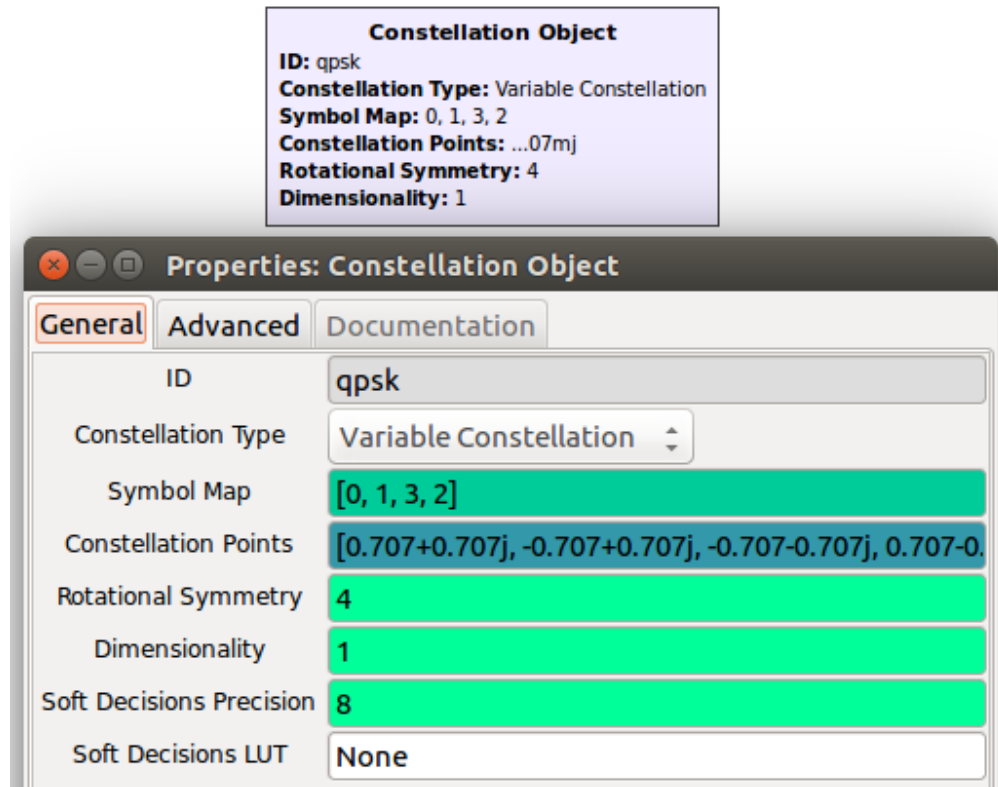 Constellation Object
ID: qpsk
Constellation Type: Variable Constellation
Symbol Map: 0, 1, 3, 2
Constellation Points: ...07mj
Rotational Symmetry: 4
Dimensionality: 1
Properties: Constellation Object
General Advanced Documentation
ID qpsk
Constellation Type Variable Constellation
Symbol Map [0, 1, 3, 2]
Constellation Points [0.707+0.707j, -0.707+0.707j, -0.707-0.707j, 0.707-0.
Rotational Symmetry 4
Dimensionality 1
Soft Decisions Precision 8
Soft Decisions LUT None